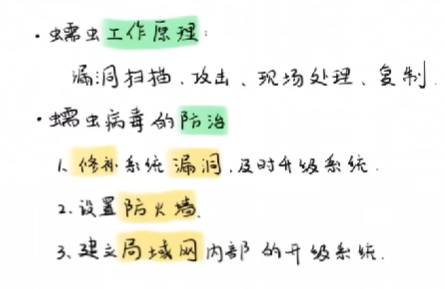 · 蠕虫工作原理:
漏洞扫描、攻击、现场处理、复制.
· 蠕虫病毒的防治
1. 修补系统漏洞,及时升级系统.
2. 设置防火墙.
3、建立局域网内部的升级系统.